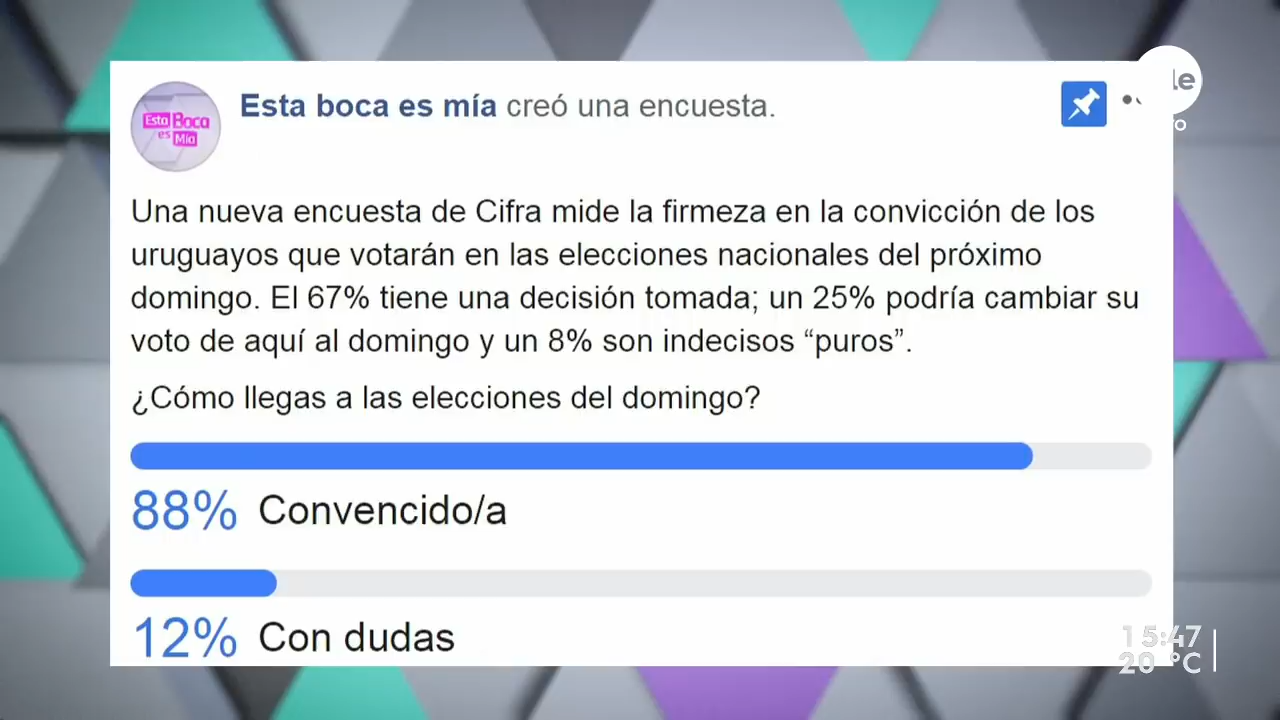 Esta Boca
es Mía
Esta boca es mía creó una encuesta.
le
Una nueva encuesta de Cifra mide la firmeza en la convicción de los
uruguayos que votarán en las elecciones nacionales del próximo
domingo. El 67% tiene una decisión tomada; un 25% podría cambiar su
voto de aquí al domingo y un 8% son indecisos “puros”.
¿Cómo llegas a las elecciones del domingo?
88% Convencido/a
12% Con dudas
15:47
20 °C